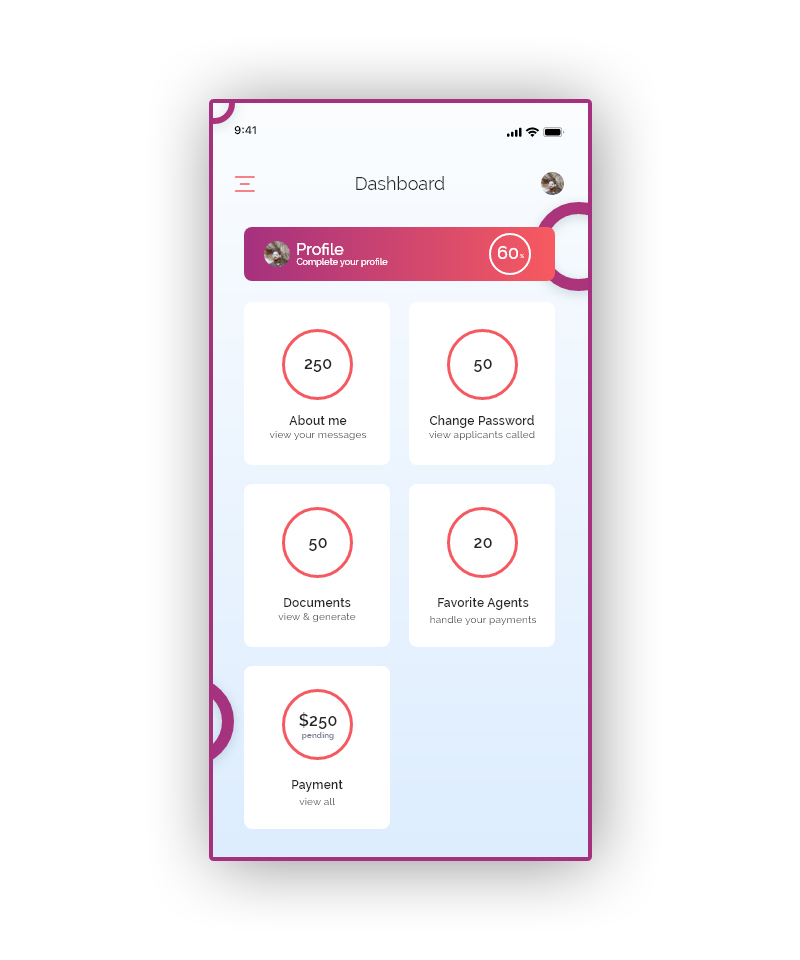 9:41
Dashboard
Profile
Complete your profile
60%
250
50
About me
view your messages
Change Password
view applicants called
50
20
Documents
view & generate
Favorite Agents
handle your payments
$250
pending
Payment
view all